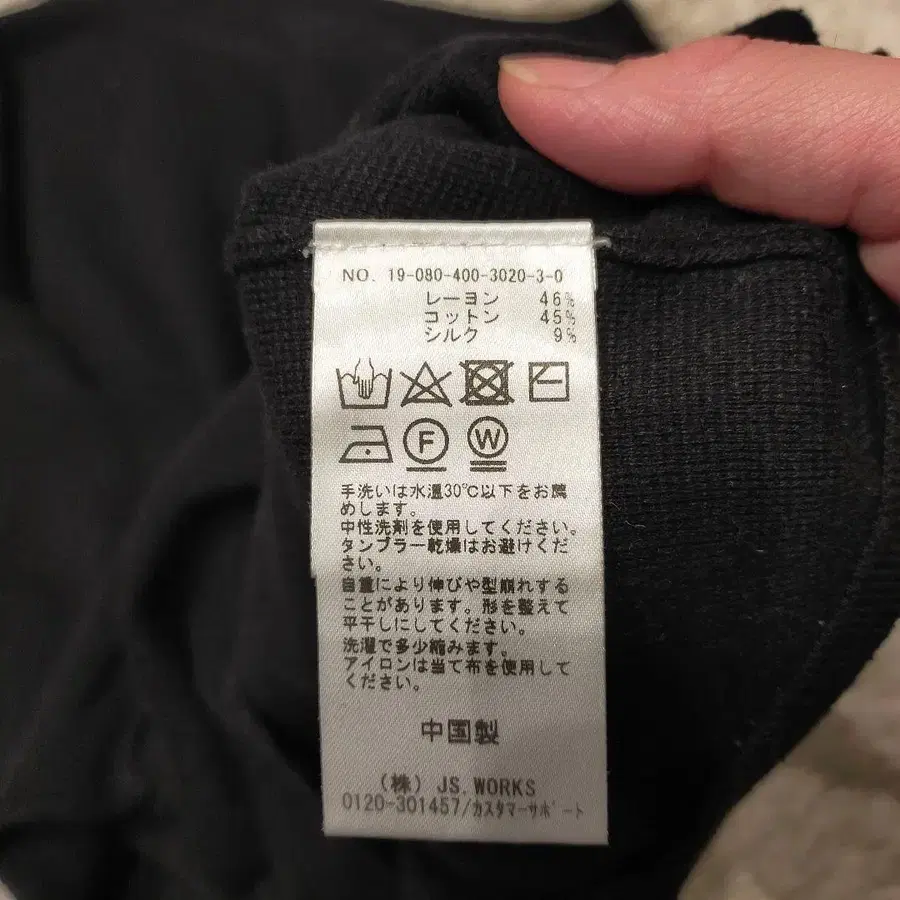 NO. 19-080-400-3020-3-0
レーヨン 46%
コットン 45%
シルク 9%
F W
手洗いは水温30℃以下をお薦
めします。
中性洗剤を使用してください。
タンブラー乾燥はお避けくだ
さい。
自重により伸びや型崩れする
ことがあります。形を整えて
平干しにしてください。
洗濯で多少縮みます。
アイロンは当て布を使用して
ください。
中国製
(株) JS.WORKS
0120-301457/カスタマーサポート